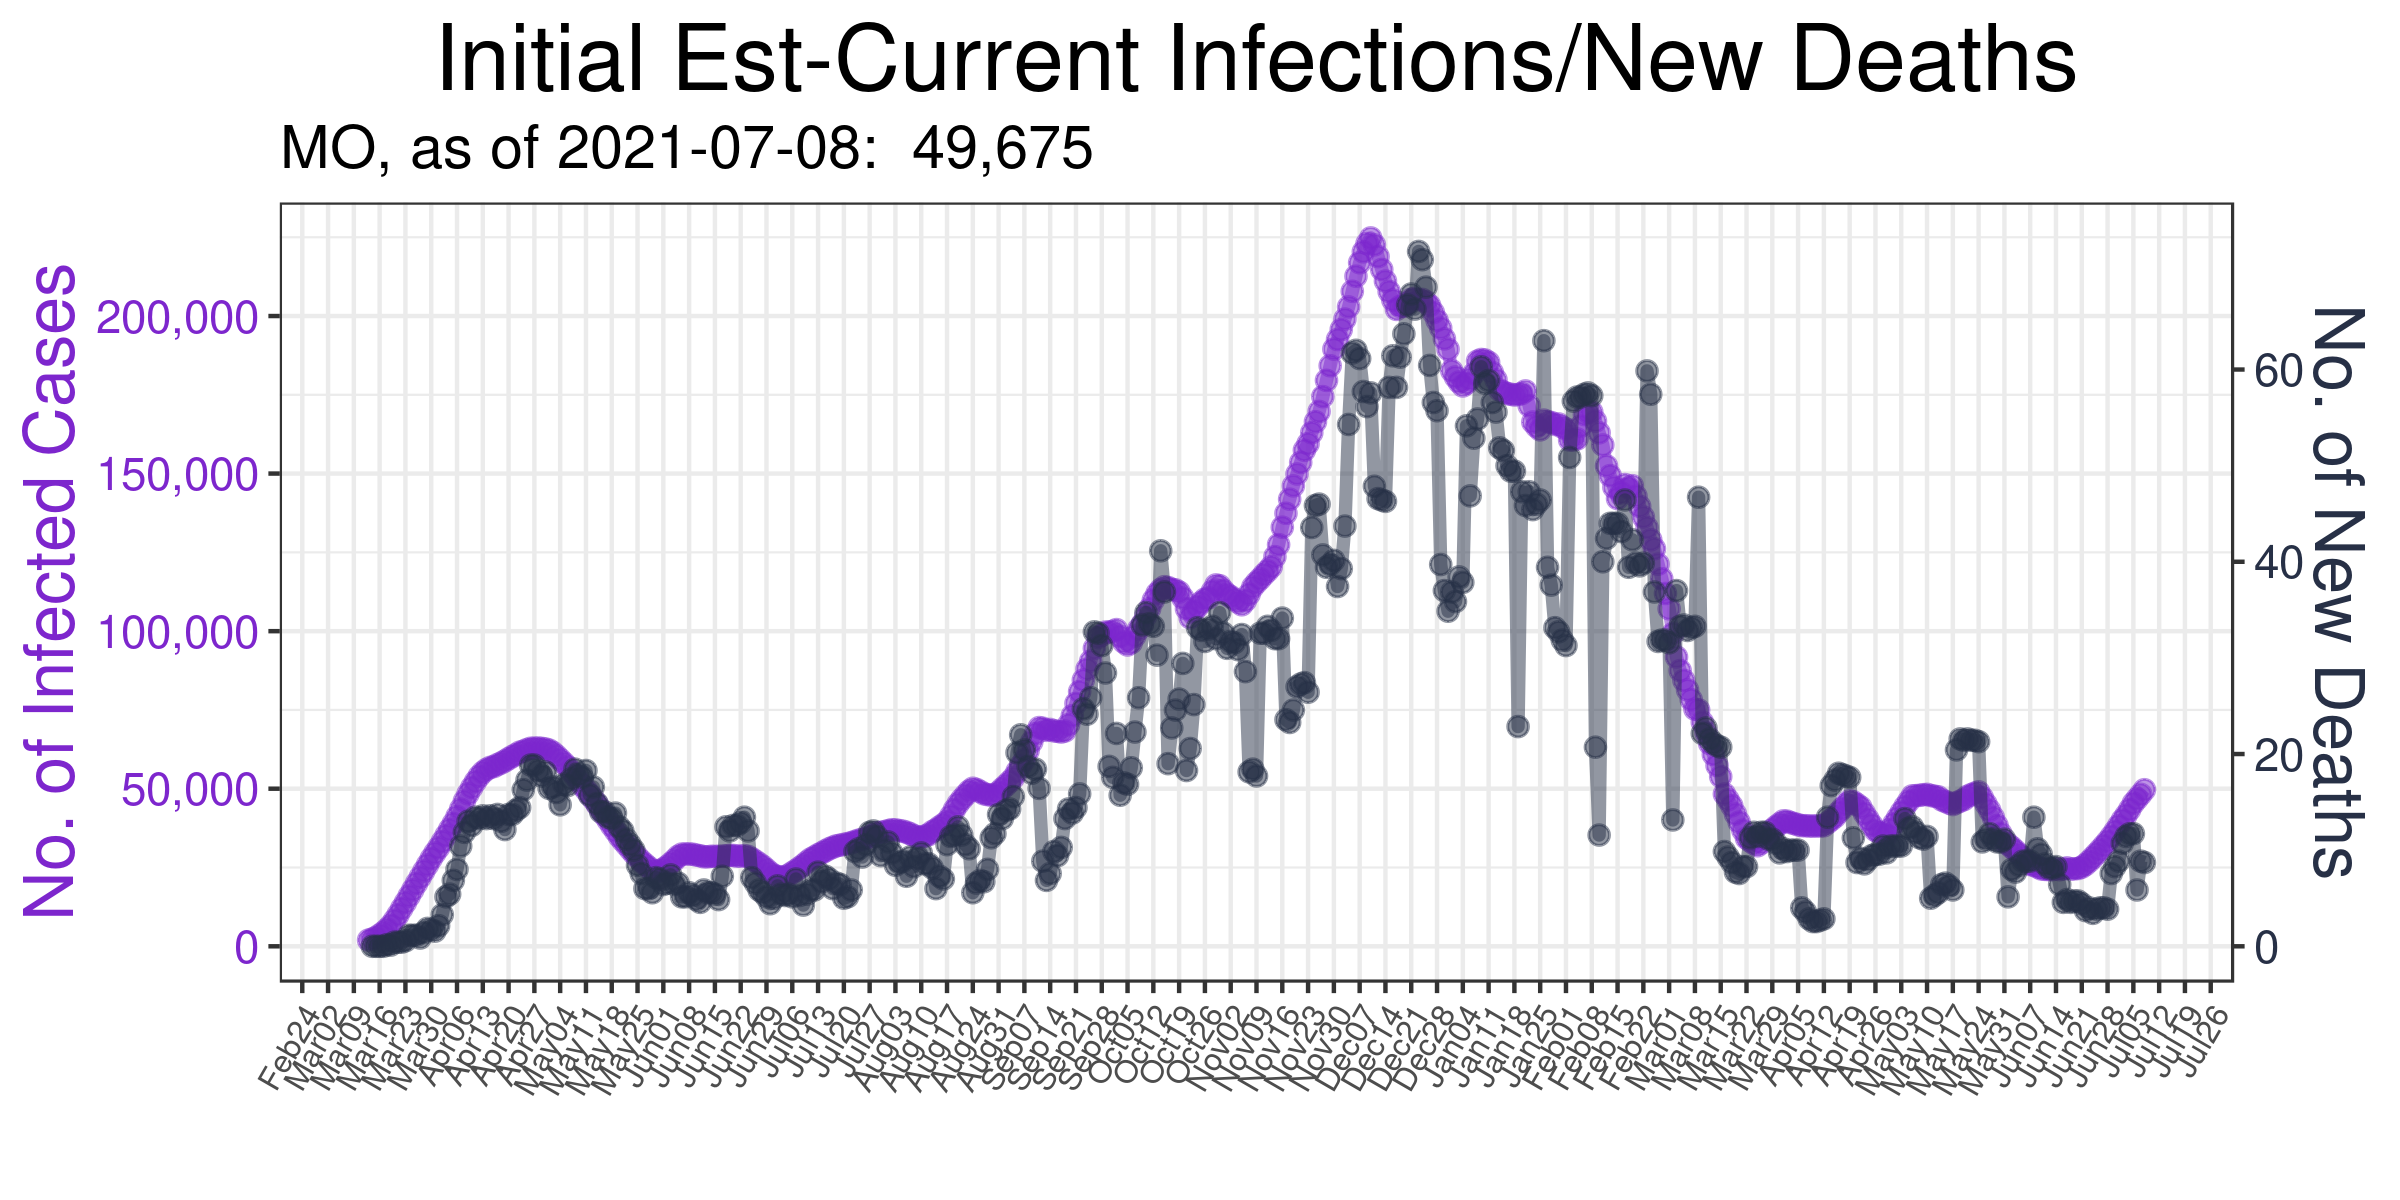 Initial Est-Current Infections/New Deaths
MO, as of 2021-07-08:  49,675
No. of Infected Cases
200,000
150,000
100,000
50,000
0
No. of New Deaths
60
40
20
0
Feb24
Mar02
Mar09
Mar16
Mar23
Mar30
Apr06
Apr13
Apr20
Apr27
May04
May11
May18
May25
Jun01
Jun08
Jun15
Jun22
Jun29
Jul06
Jul13
Jul20
Jul27
Aug03
Aug10
Aug17
Aug24
Aug31
Sep07
Sep14
Sep21
Sep28
Oct05
Oct12
Oct19
Oct26
Nov02
Nov09
Nov16
Nov23
Nov30
Dec07
Dec14
Dec21
Dec28
Jan04
Jan11
Jan18
Jan25
Feb01
Feb08
Feb15
Feb22
Mar01
Mar08
Mar15
Mar22
Mar29
Apr05
Apr12
Apr19
Apr26
May03
May10
May17
May24
May31
Jun07
Jun14
Jun21
Jun28
Jul05
Jul12
Jul19
Jul26